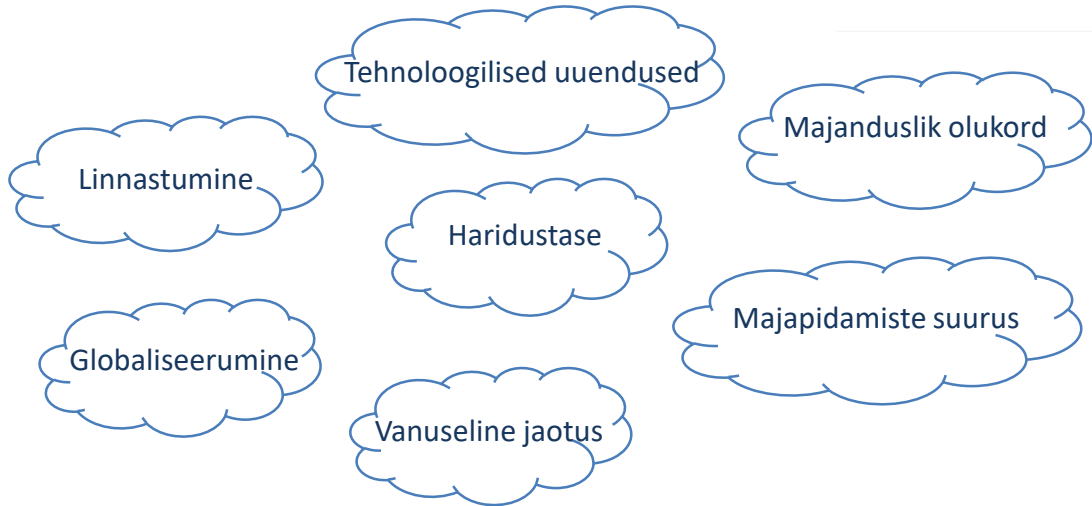 Tehnoloogilised uuendused
Majanduslik olukord
Linnastumine
Haridustase
Majapidamiste suurus
Globaliseerumine
Vanuseline jaotus